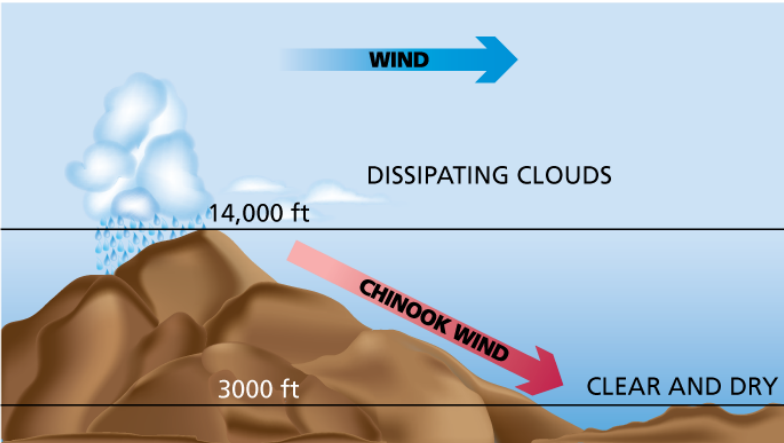 WIND
DISSIPATING CLOUDS
14,000 ft
CHINOOK WIND
3000 ft
CLEAR AND DRY